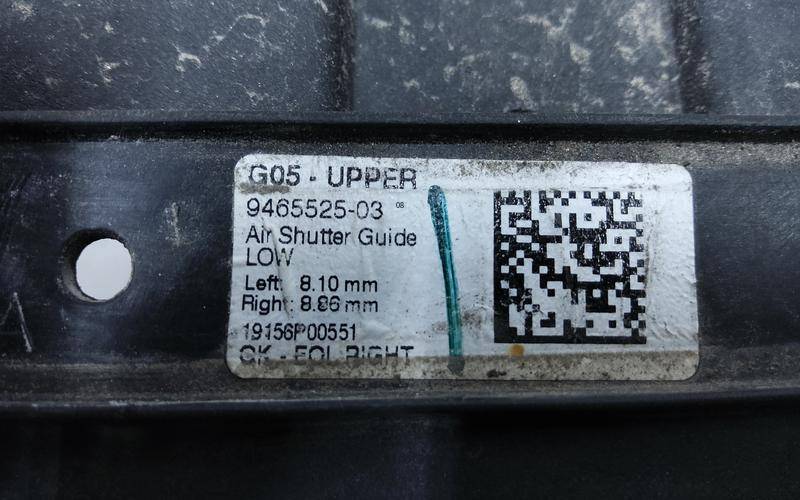 G05 - UPPER
9465525-03 08
Air Shutter Guide
LOW
Left: 8.10 mm
Right: 8.86 mm
19156P00551
OK - EOL RIGHT